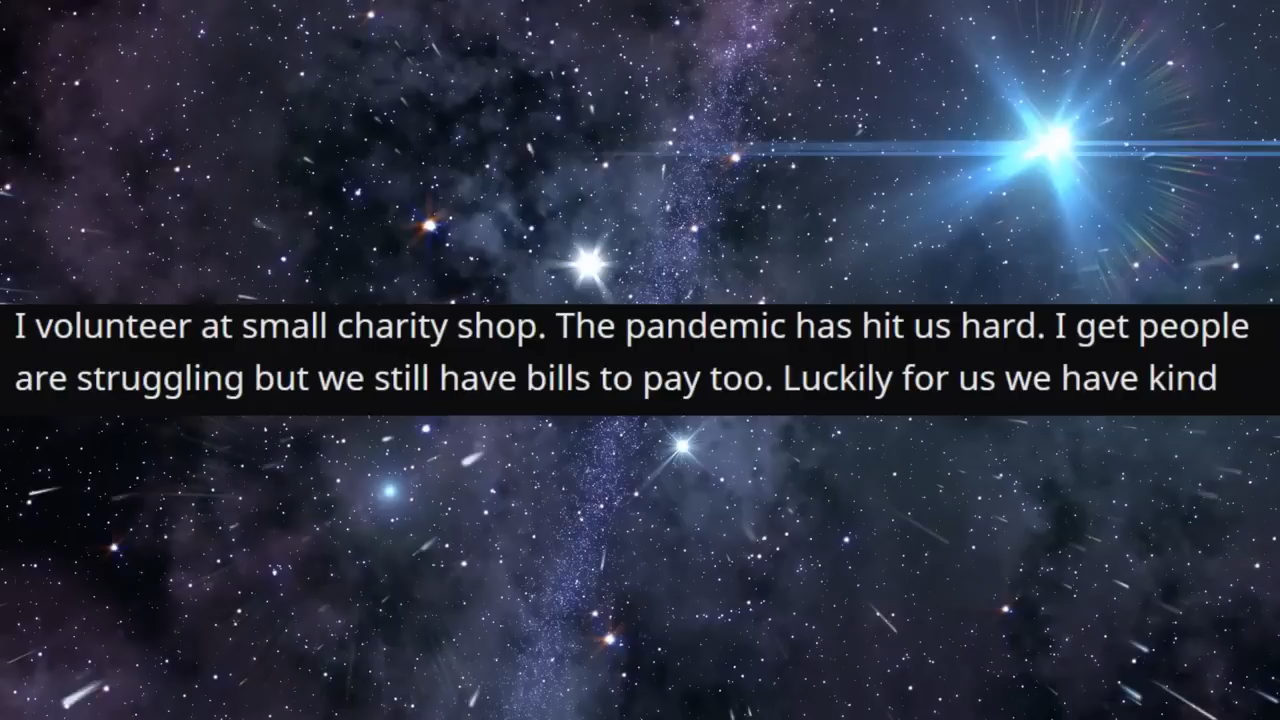 I volunteer at small charity shop. The pandemic has hit us hard. I get people
are struggling but we still have bills to pay too. Luckily for us we have kind